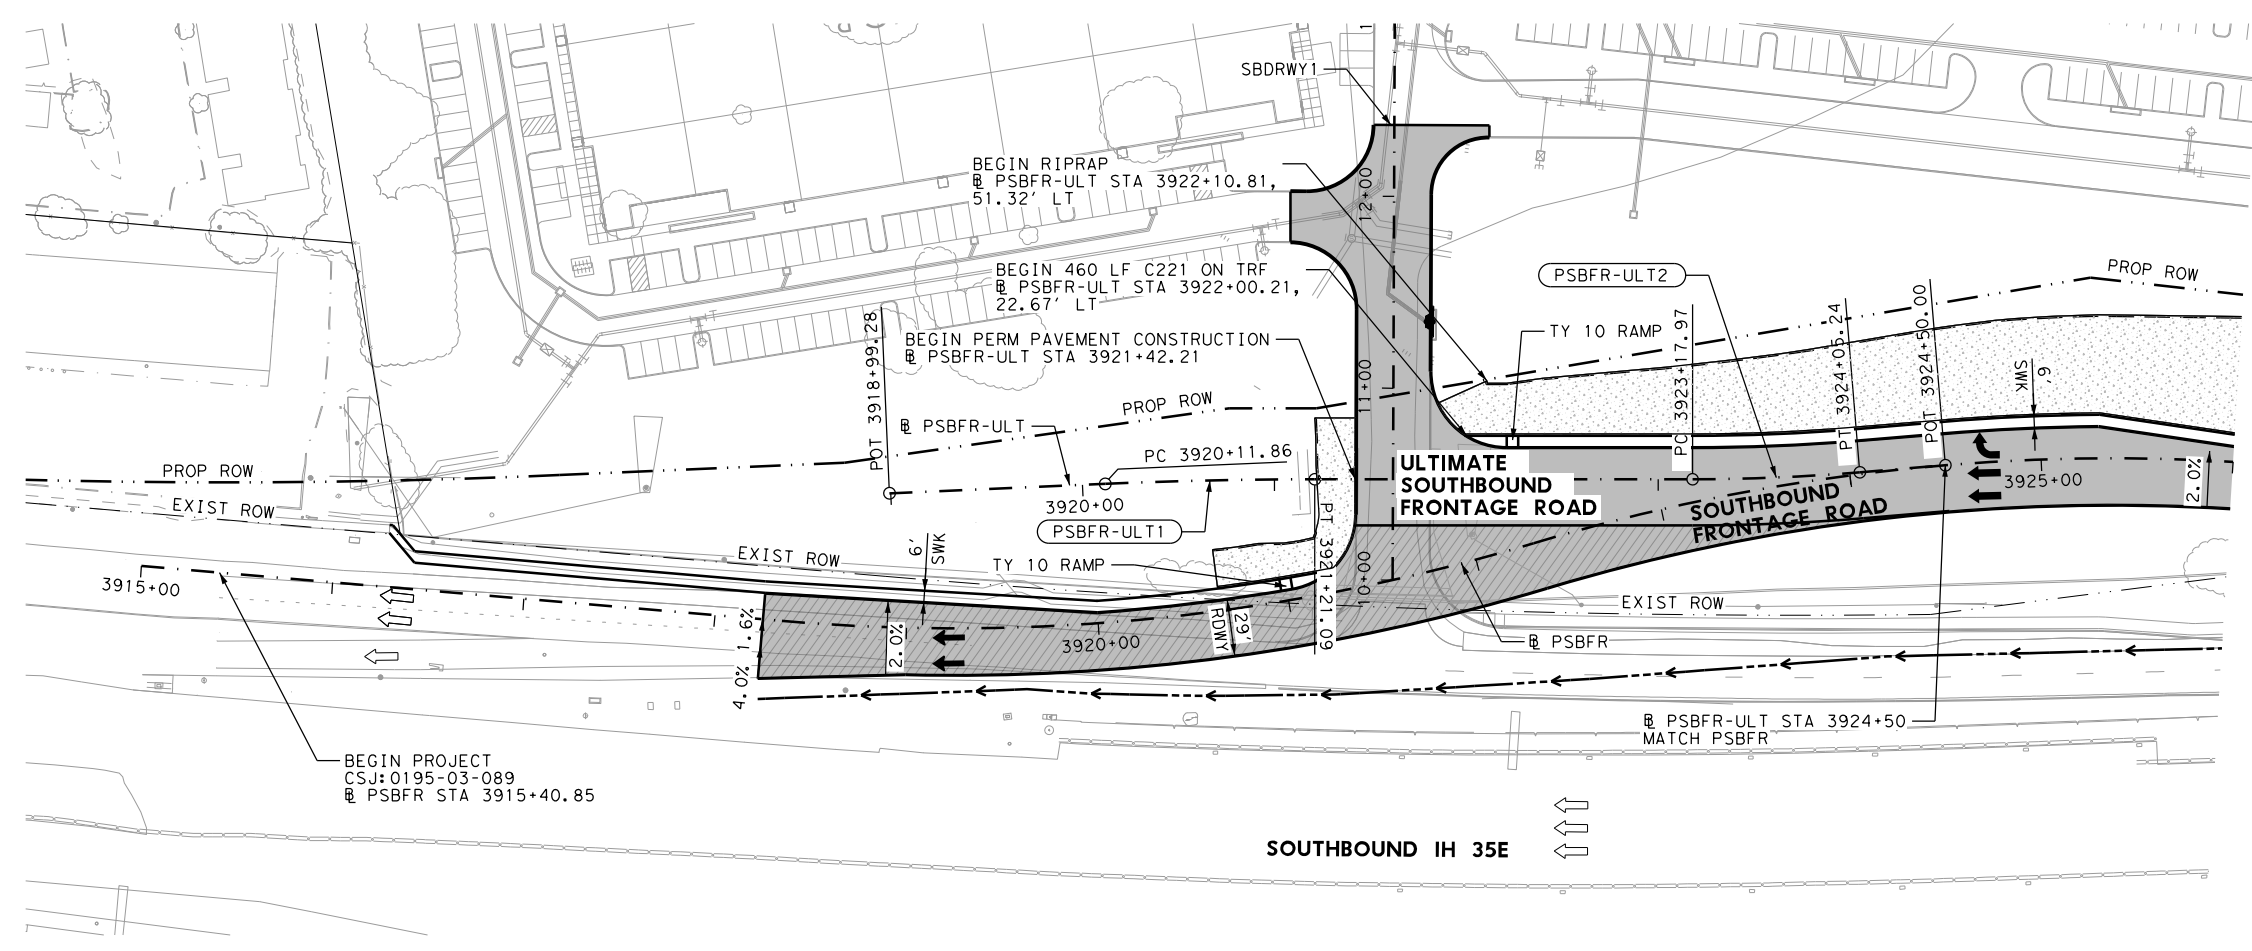 SBDRWY1
BEGIN RIPRAP
℄ PSBFR-ULT STA 3922+10.81,
51.32' LT
12+00
BEGIN 460 LF C221 ON TRF
℄ PSBFR-ULT STA 3922+00.21,
22.67' LT
PSBFR-ULT2
PROP ROW
BEGIN PERM PAVEMENT CONSTRUCTION
℄ PSBFR-ULT STA 3921+42.21
TY 10 RAMP
POT 3918+99.28
PC 3923+17.97
PT 3924+05.24
POT 3924+50.00
6'
SWK
11+00
PROP ROW
℄ PSBFR-ULT
PC 3920+11.86
PROP ROW
EXIST ROW
3920+00
PSBFR-ULT1
ULTIMATE
SOUTHBOUND
FRONTAGE ROAD
SOUTHBOUND
FRONTAGE ROAD
3925+00
2.0%
6'
SWK
EXIST ROW
TY 10 RAMP
PT 3921+21.09
10+00
3915+00
EXIST ROW
1.6%
4.0%
2.0%
3920+00
29'
RDWY
℄ PSBFR
℄ PSBFR-ULT STA 3924+50
MATCH PSBFR
BEGIN PROJECT
CSJ:0195-03-089
℄ PSBFR STA 3915+40.85
SOUTHBOUND IH 35E